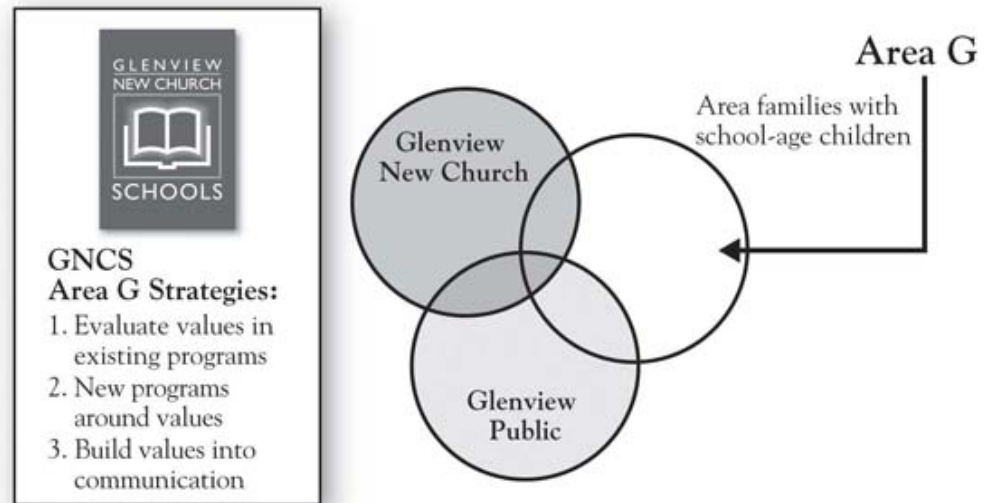 GLENVIEW
NEW CHURCH
SCHOOLS
GNCS
Area G Strategies:
1. Evaluate values in
existing programs
2. New programs
around values
3. Build values into
communication
Glenview
New Church
Glenview
Public
Area G
Area families with
school-age children